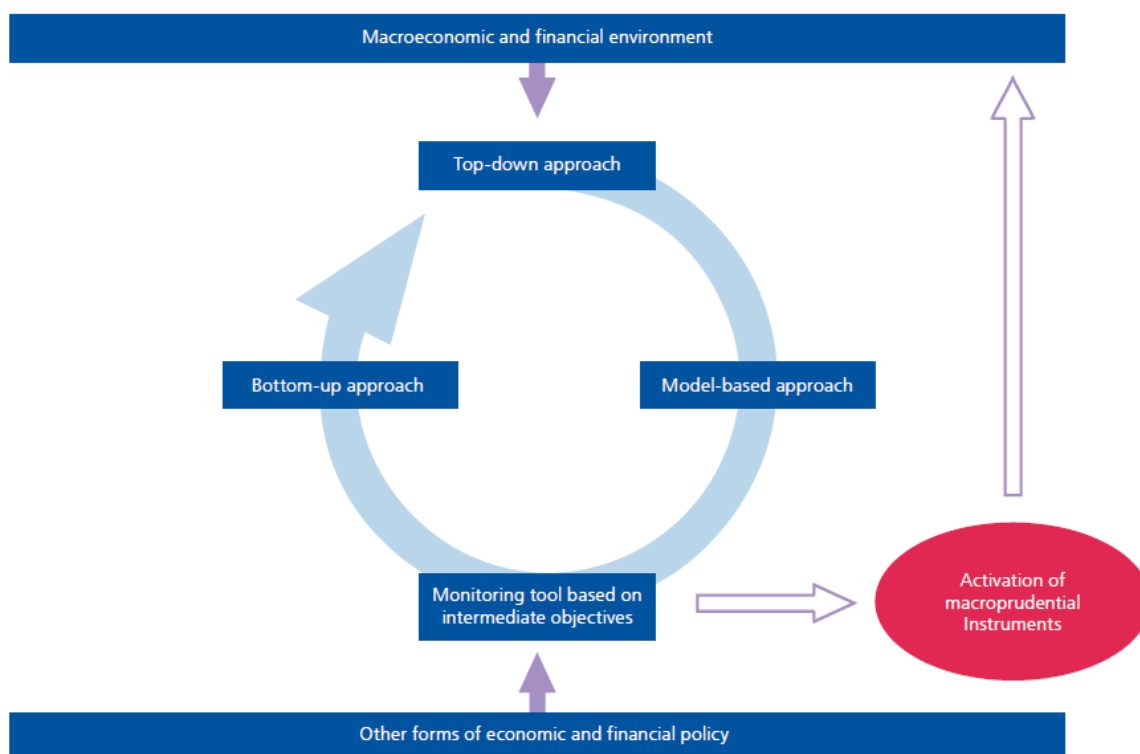 Macroeconomic and financial environment
Top-down approach
Bottom-up approach
Model-based approach
Monitoring tool based on
intermediate objectives
Activation of
macroprudential
Instruments
Other forms of economic and financial policy